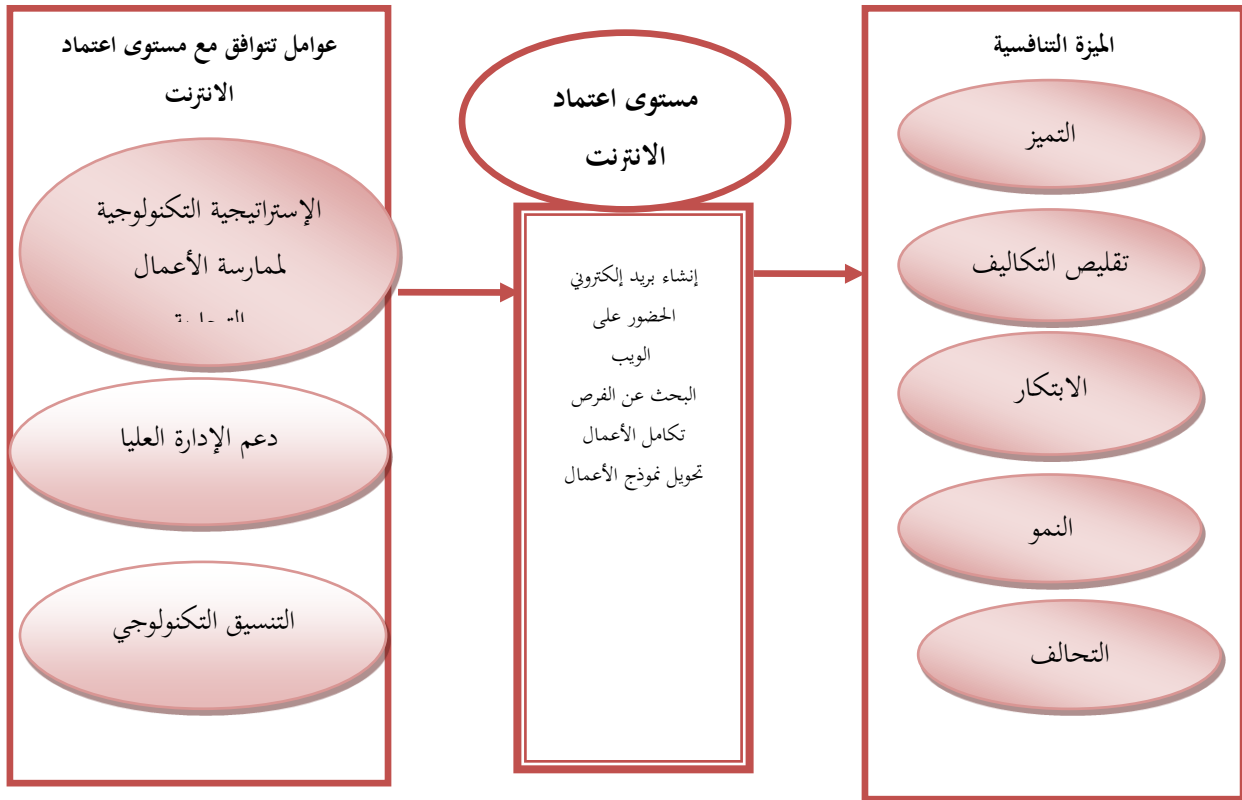 الميزة التنافسية
التميز
تقليص التكاليف
الابتكار
النمو
التحالف
مستوى اعتماد
الانترنت
إنشاء بريد إلكتروني
الحضور على
الويب
البحث عن الفرص
تكامل الأعمال
تحويل نموذج الأعمال
عوامل تتوافق مع مستوى اعتماد
الانترنت
الإستراتيجية التكنولوجية
لممارسة الأعمال
دعم الإدارة العليا
التنسيق التكنولوجي